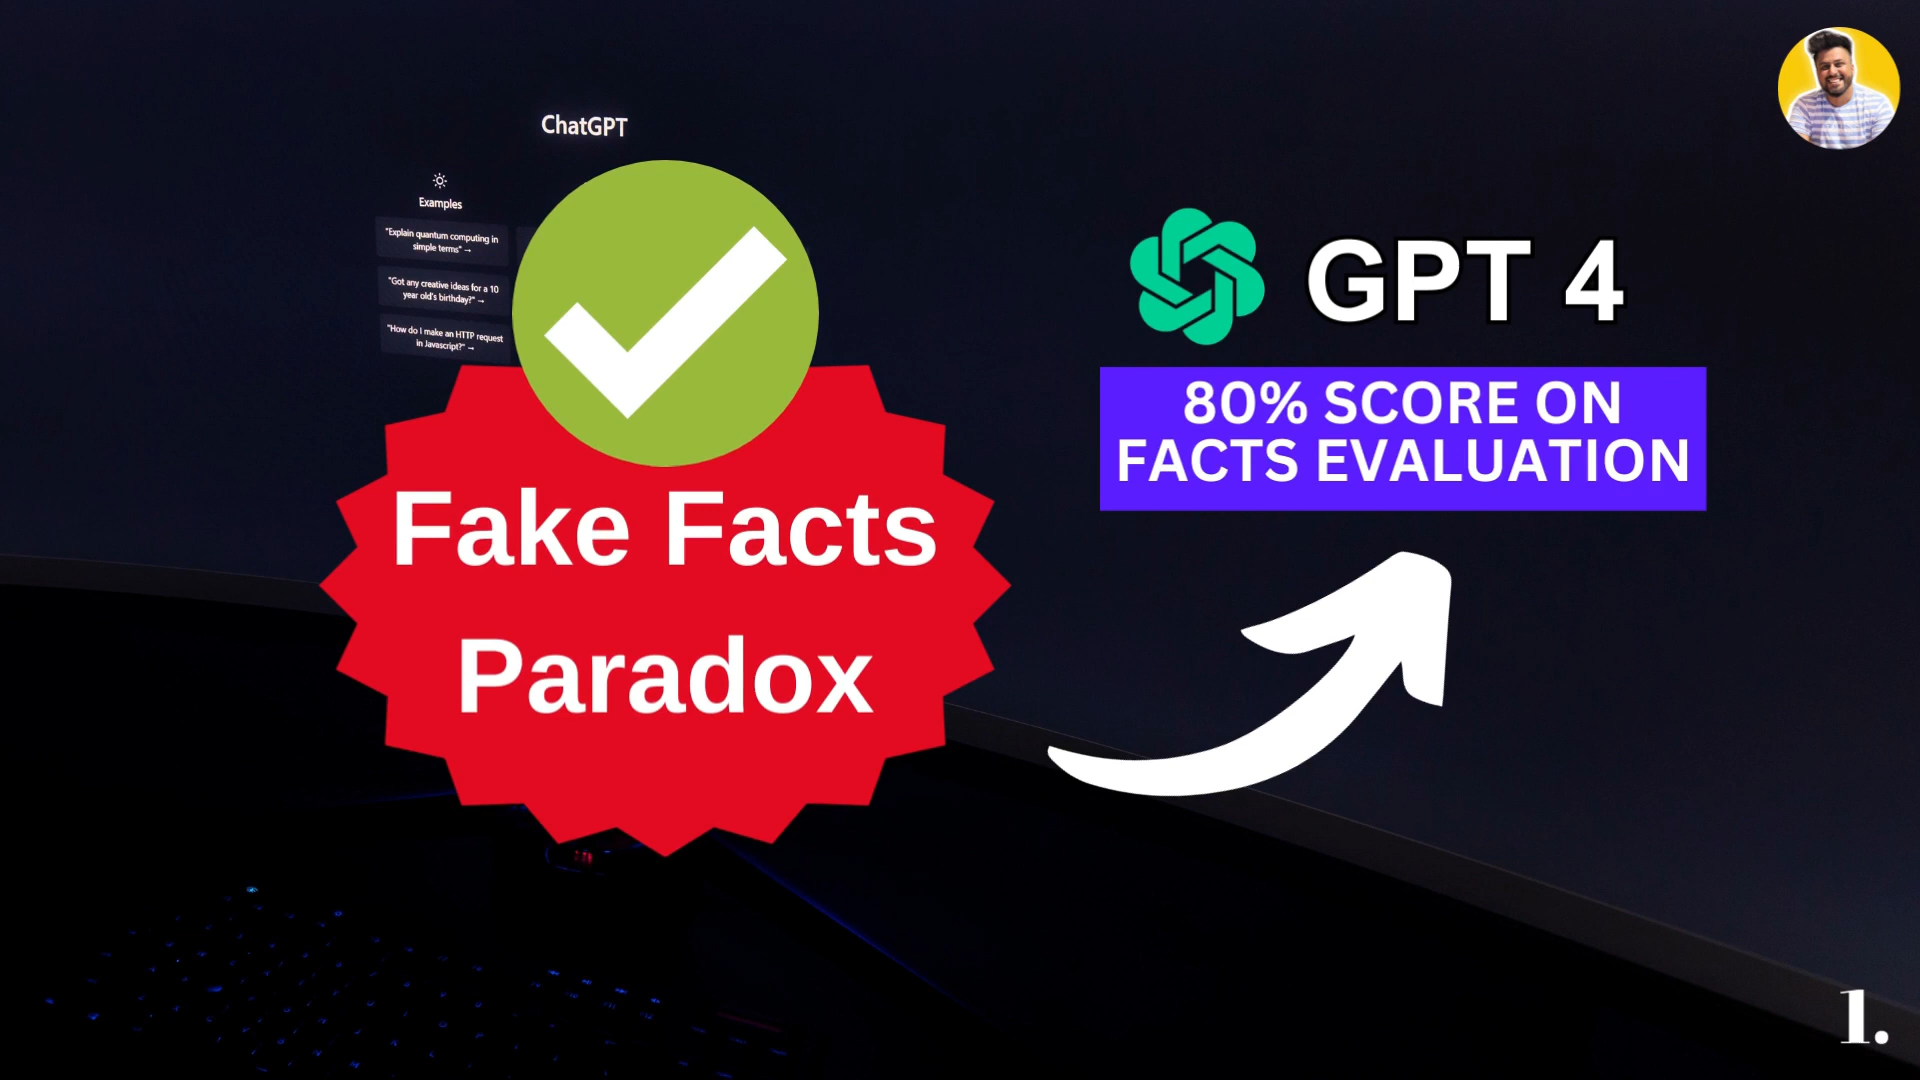 ChatGPT
Examples
"Explain quantum computing in
simple terms" →
"Got any creative ideas for a 10
year old's birthday?" →
"How do I make an HTTP request
in Javascript?" →
Fake Facts
Paradox
GPT 4
80% SCORE ON
FACTS EVALUATION
1.